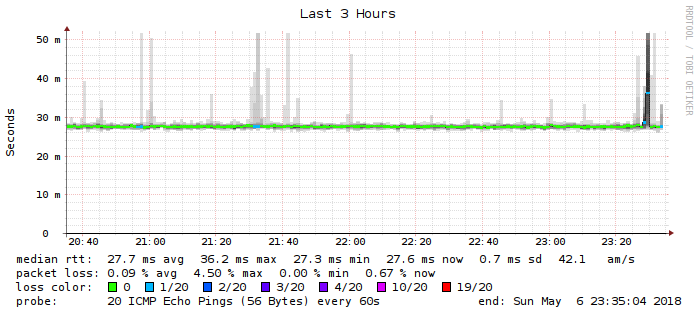 Last 3 Hours
RRDTOOL / TOBI OETIKER
Seconds
50 m
40 m
30 m
20 m
10 m
0
20:40 21:00 21:20 21:40 22:00 22:20 22:40 23:00 23:20
median rtt: 27.7 ms avg 36.2 ms max 27.3 ms min 27.6 ms now 0.7 ms sd 42.1 am/s
packet loss: 0.09 % avg 4.50 % max 0.00 % min 0.67 % now
loss color: 0 1/20 2/20 3/20 4/20 10/20 19/20
probe: 20 ICMP Echo Pings (56 Bytes) every 60s end: Sun May 6 23:35:04 2018